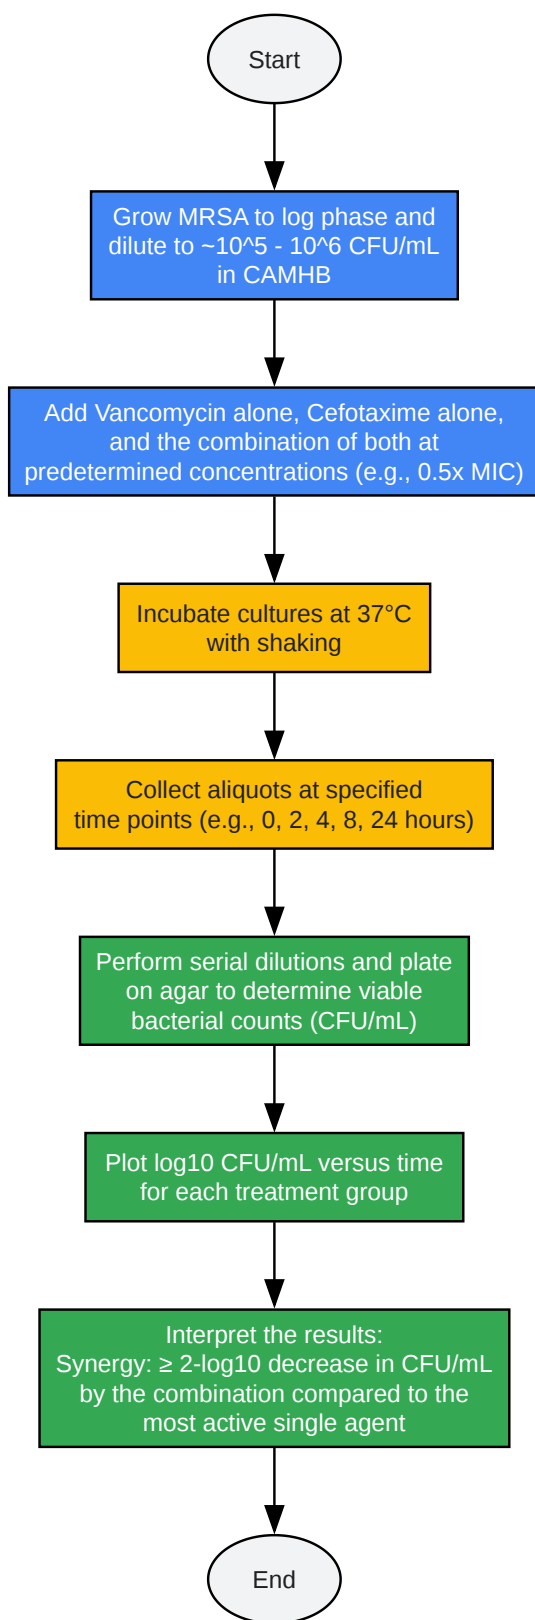 Start
Grow MRSA to log phase and
dilute to ~10^5 - 10^6 CFU/mL
in CAMHB
Add Vancomycin alone, Cefotaxime alone,
and the combination of both at
predetermined concentrations (e.g., 0.5x MIC)
Incubate cultures at 37°C
with shaking
Collect aliquots at specified
time points (e.g., 0, 2, 4, 8, 24 hours)
Perform serial dilutions and plate
on agar to determine viable
bacterial counts (CFU/mL)
Plot log10 CFU/mL versus time
for each treatment group
Interpret the results:
Synergy: ≥ 2-log10 decrease in CFU/mL
by the combination compared to the
most active single agent
End